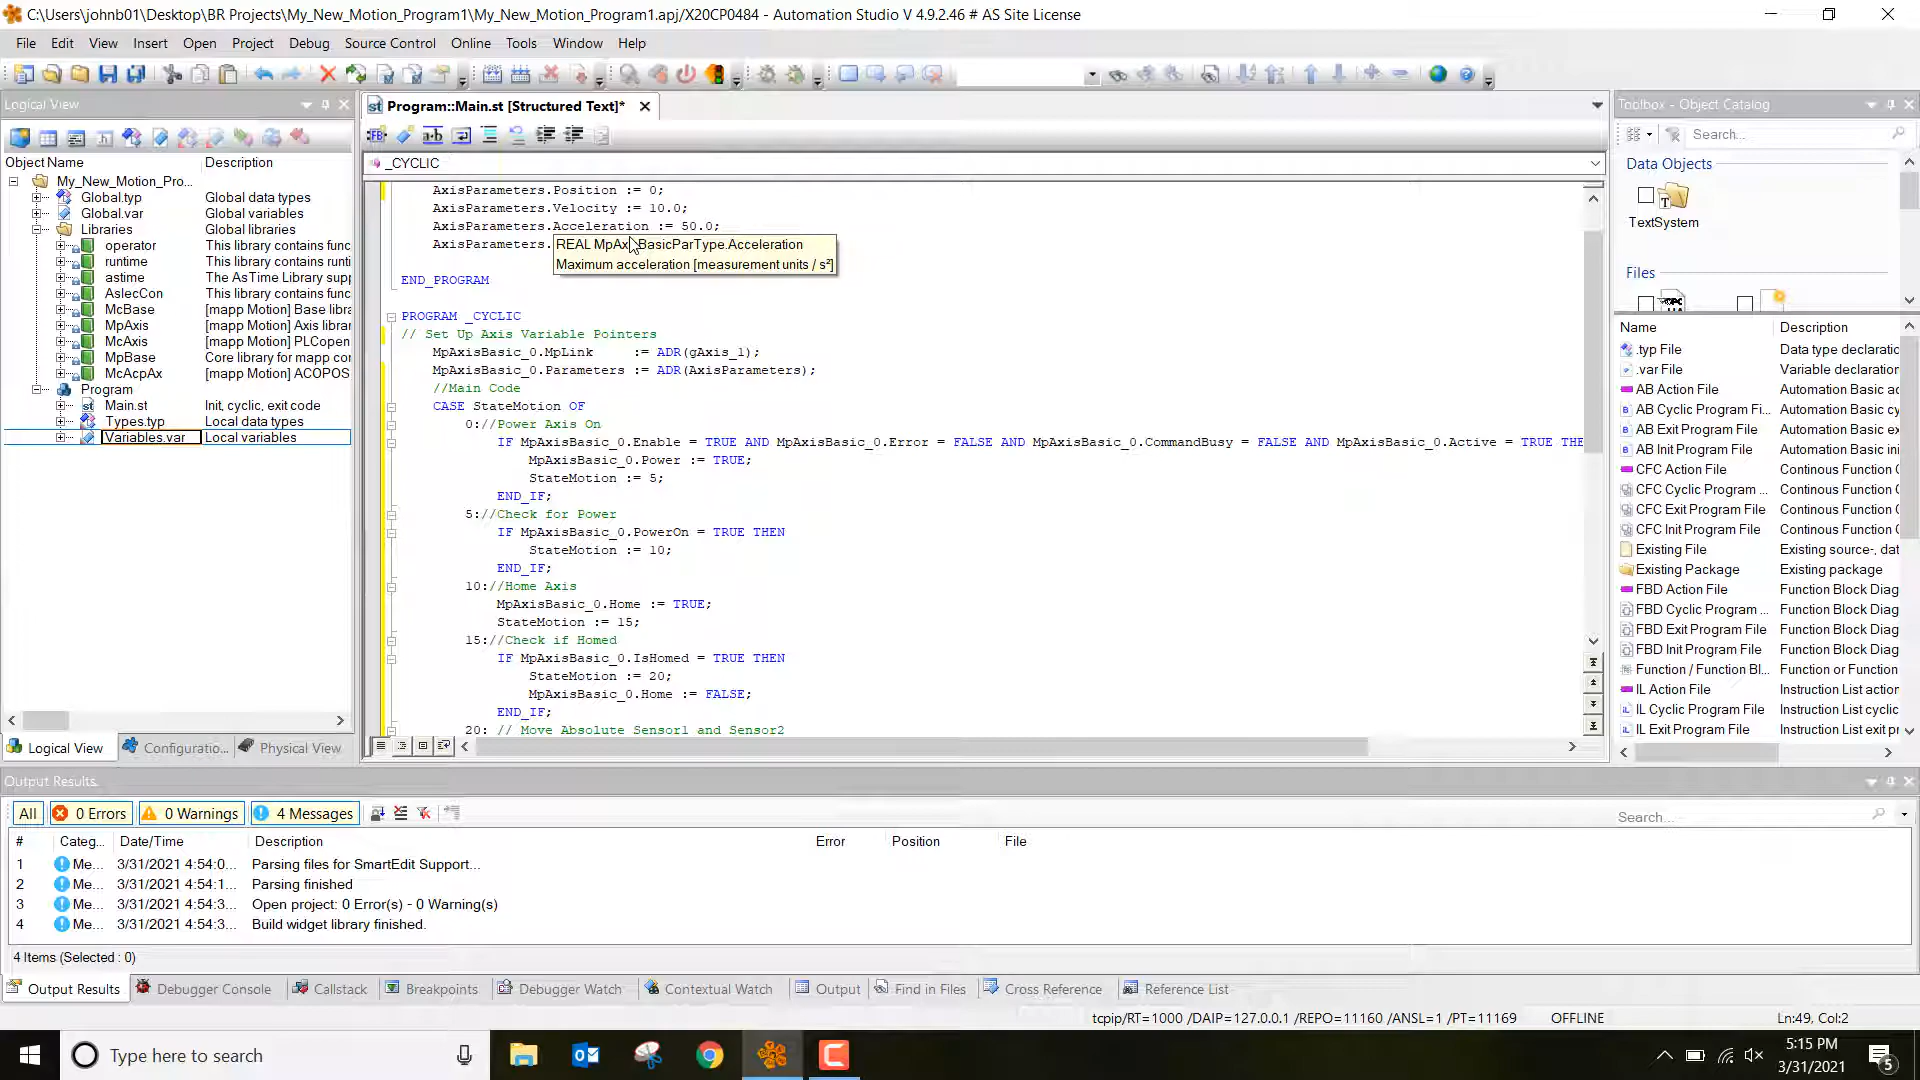 C:\Users\johnb01\Desktop\BR Projects\My_New_Motion_Program1\My_New_Motion_Program1.apj/X20CP0484 - Automation Studio V 4.9.2.46 # AS Site License
File Edit View Insert Open Project Debug Source Control Online Tools Window Help
Logical View
Program::Main.st [Structured Text]*
Toolbox - Object Catalog
Search...
Object Name Description
_CYCLIC
My_New_Motion_Pro...
Global.typ Global data types
Global.var Global variables
Libraries Global libraries
operator This library contains func
runtime This library contains runti
astime The AsTime Library supp
AsIecCon This library contains func
McBase [mapp Motion] Base librar
MpAxis [mapp Motion] Axis librar
McAxis [mapp Motion] PLCopen
MpBase Core library for mapp con
McAcpAx [mapp Motion] ACOPOS
Program
Main.st Init, cyclic, exit code
Types.typ Local data types
Variables.var Local variables
Logical View Configuratio... Physical View
AxisParameters.Position := 0;
AxisParameters.Velocity := 10.0;
AxisParameters.Acceleration := 50.0;
AxisParameters.
REAL MpAxisBasicParType.Acceleration
Maximum acceleration [measurement units / s²]
END_PROGRAM
PROGRAM _CYCLIC
// Set Up Axis Variable Pointers
MpAxisBasic_0.MpLink := ADR(gAxis_1);
MpAxisBasic_0.Parameters := ADR(AxisParameters);
//Main Code
CASE StateMotion OF
0://Power Axis On
IF MpAxisBasic_0.Enable = TRUE AND MpAxisBasic_0.Error = FALSE AND MpAxisBasic_0.CommandBusy = FALSE AND MpAxisBasic_0.Active = TRUE THE
MpAxisBasic_0.Power := TRUE;
StateMotion := 5;
END_IF;
5://Check for Power
IF MpAxisBasic_0.PowerOn = TRUE THEN
StateMotion := 10;
END_IF;
10://Home Axis
MpAxisBasic_0.Home := TRUE;
StateMotion := 15;
15://Check if Homed
IF MpAxisBasic_0.IsHomed = TRUE THEN
StateMotion := 20;
MpAxisBasic_0.Home := FALSE;
END_IF;
20: // Move Absolute Sensor1 and Sensor2
Data Objects
TextSystem
Files
Name Description
.typ File Data type declaratic
.var File Variable declaration
AB Action File Automation Basic ac
AB Cyclic Program Fi... Automation Basic cy
AB Exit Program File Automation Basic ex
AB Init Program File Automation Basic ini
CFC Action File Continous Function C
CFC Cyclic Program ... Continous Function C
CFC Exit Program File Continous Function C
CFC Init Program File Continous Function C
Existing File Existing source-, dat
Existing Package Existing package
FBD Action File Function Block Diag
FBD Cyclic Program ... Function Block Diag
FBD Exit Program File Function Block Diag
FBD Init Program File Function Block Diag
Function / Function Bl... Function or Function
IL Action File Instruction List action
IL Cyclic Program File Instruction List cyclic
IL Exit Program File Instruction List exit pr
Output Results
All 0 Errors 0 Warnings 4 Messages
Search...
# Categ... Date/Time Description Error Position File
1 Me... 3/31/2021 4:54:0... Parsing files for SmartEdit Support...
2 Me... 3/31/2021 4:54:1... Parsing finished
3 Me... 3/31/2021 4:54:3... Open project: 0 Error(s) - 0 Warning(s)
4 Me... 3/31/2021 4:54:3... Build widget library finished.
4 Items (Selected : 0)
Output Results Debugger Console Callstack Breakpoints Debugger Watch Contextual Watch Output Find in Files Cross Reference Reference List
tcpip/RT=1000 /DAIP=127.0.0.1 /REPO=11160 /ANSL=1 /PT=11169 OFFLINE Ln:49, Col:2
Type here to search
5:15 PM
3/31/2021
5